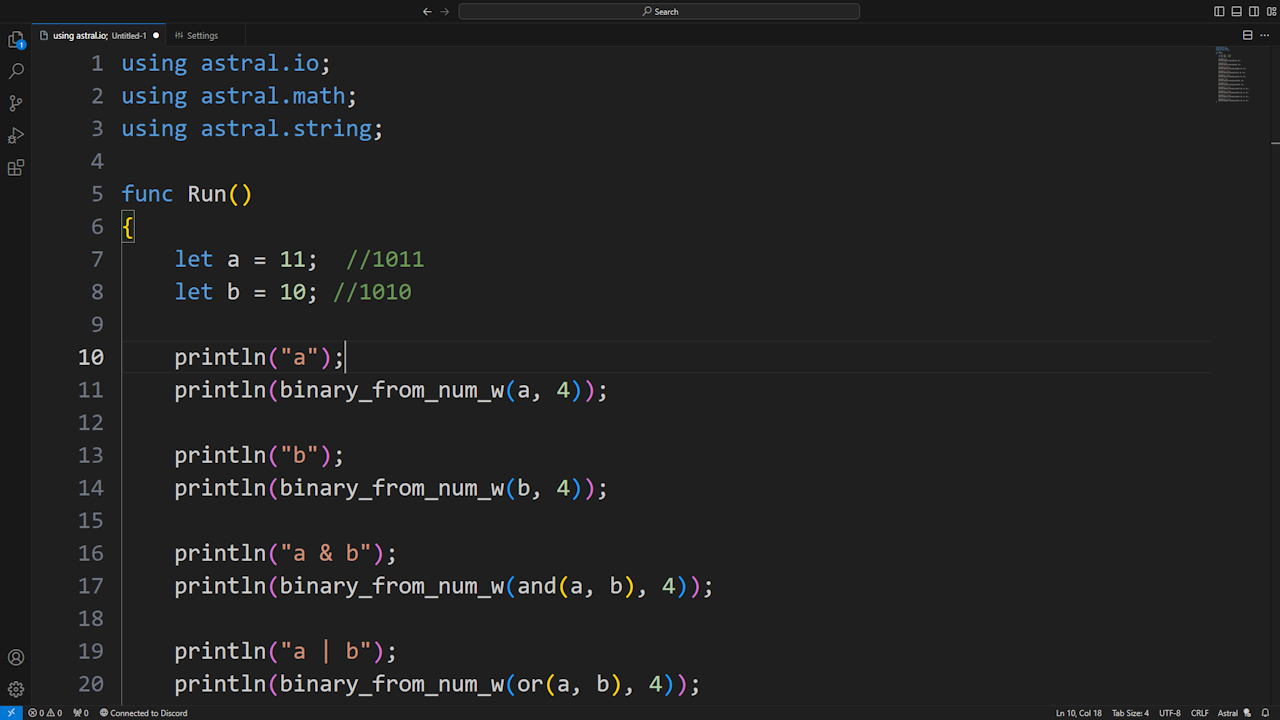 Search
using astral.io; Untitled-1
Settings
1 using astral.io;
2 using astral.math;
3 using astral.string;
4
5 func Run()
6 {
7 let a = 11; //1011
8 let b = 10; //1010
9
10 println("a");
11 println(binary_from_num_w(a, 4));
12
13 println("b");
14 println(binary_from_num_w(b, 4));
15
16 println("a & b");
17 println(binary_from_num_w(and(a, b), 4));
18
19 println("a | b");
20 println(binary_from_num_w(or(a, b), 4));
1
0 0 0 Connected to Discord Ln 10, Col 18 Tab Size: 4 UTF-8 CRLF Astral